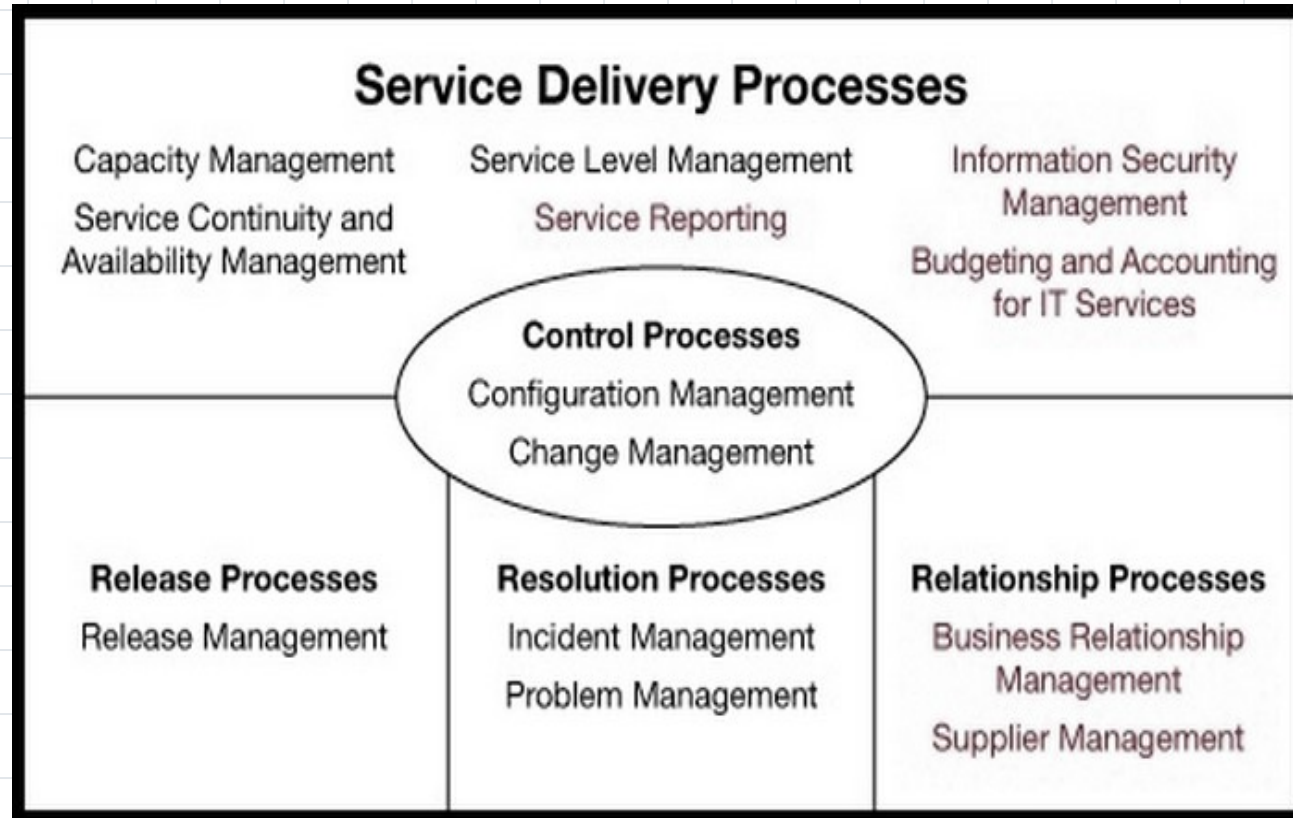 Service Delivery Processes
Capacity Management
Service Continuity and
Availability Management
Service Level Management
Service Reporting
Information Security
Management
Budgeting and Accounting
for IT Services
Control Processes
Configuration Management
Change Management
Release Processes
Release Management
Resolution Processes
Incident Management
Problem Management
Relationship Processes
Business Relationship
Management
Supplier Management